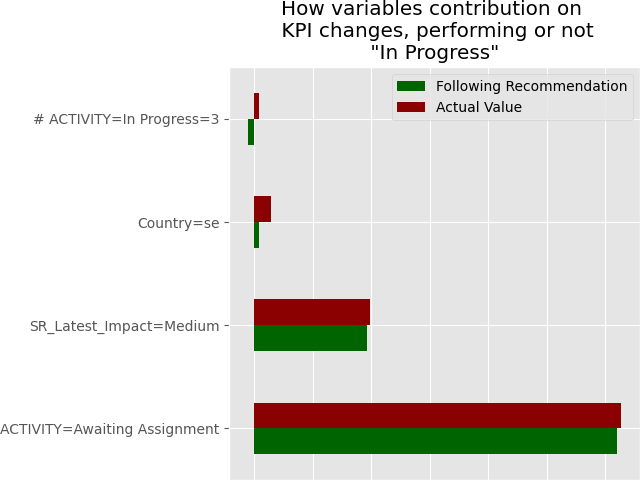 How variables contribution on
KPI changes, performing or not
"In Progress"
Following Recommendation
Actual Value
# ACTIVITY=In Progress=3
Country=se
SR_Latest_Impact=Medium
ACTIVITY=Awaiting Assignment